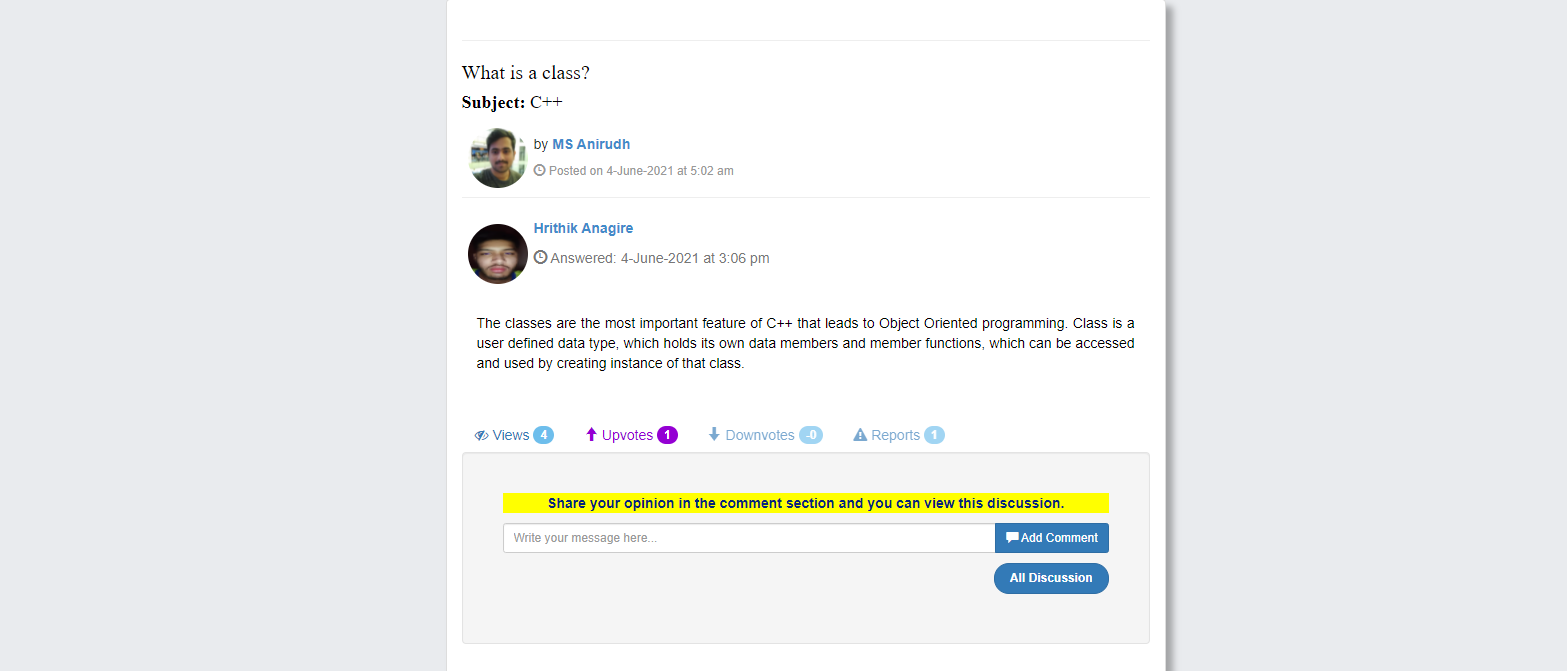 What is a class?
Subject: C++
by MS Anirudh
Posted on 4-June-2021 at 5:02 am
Hrithik Anagire
Answered: 4-June-2021 at 3:06 pm
The classes are the most important feature of C++ that leads to Object Oriented programming. Class is a
user defined data type, which holds its own data members and member functions, which can be accessed
and used by creating instance of that class.
Views 4 Upvotes 1 Downvotes -0 Reports 1
Share your opinion in the comment section and you can view this discussion.
Write your message here... Add Comment
All Discussion